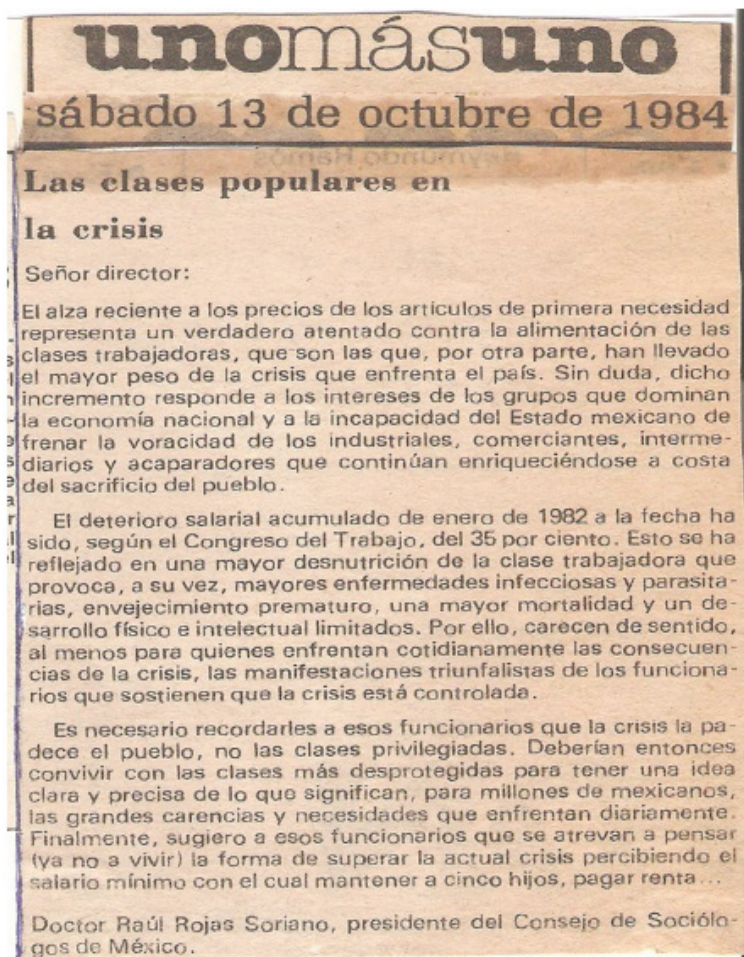 unomásuno
sábado 13 de octubre de 1984
Las clases populares en
la crisis
Señor director:
El alza reciente a los precios de los artículos de primera necesidad
representa un verdadero atentado contra la alimentación de las
clases trabajadoras, que son las que, por otra parte, han llevado
el mayor peso de la crisis que enfrenta el país. Sin duda, dicho
incremento responde a los intereses de los grupos que dominan
la economía nacional y a la incapacidad del Estado mexicano de
frenar la voracidad de los industriales, comerciantes, interme-
diarios y acaparadores que continúan enriqueciéndose a costa
del sacrificio del pueblo.
El deterioro salarial acumulado de enero de 1982 a la fecha ha
sido, según el Congreso del Trabajo, del 35 por ciento. Esto se ha
reflejado en una mayor desnutrición de la clase trabajadora que
provoca, a su vez, mayores enfermedades infecciosas y parasita-
rias, envejecimiento prematuro, una mayor mortalidad y un de-
sarrollo físico e intelectual limitados. Por ello, carecen de sentido,
al menos para quienes enfrentan cotidianamente las consecuen-
cias de la crisis, las manifestaciones triunfalistas de los funciona-
rios que sostienen que la crisis está controlada.
Es necesario recordarles a esos funcionarios que la crisis la pa-
dece el pueblo, no las clases privilegiadas. Deberían entonces
convivir con las clases más desprotegidas para tener una idea
clara y precisa de lo que significan, para millones de mexicanos,
las grandes carencias y necesidades que enfrentan diariamente.
Finalmente, sugiero a esos funcionarios que se atrevan a pensar
(ya no a vivir) la forma de superar la actual crisis percibiendo el
salario mínimo con el cual mantener a cinco hijos, pagar renta...
Doctor Raúl Rojas Soriano, presidente del Consejo de Sociólo-
gos de México.